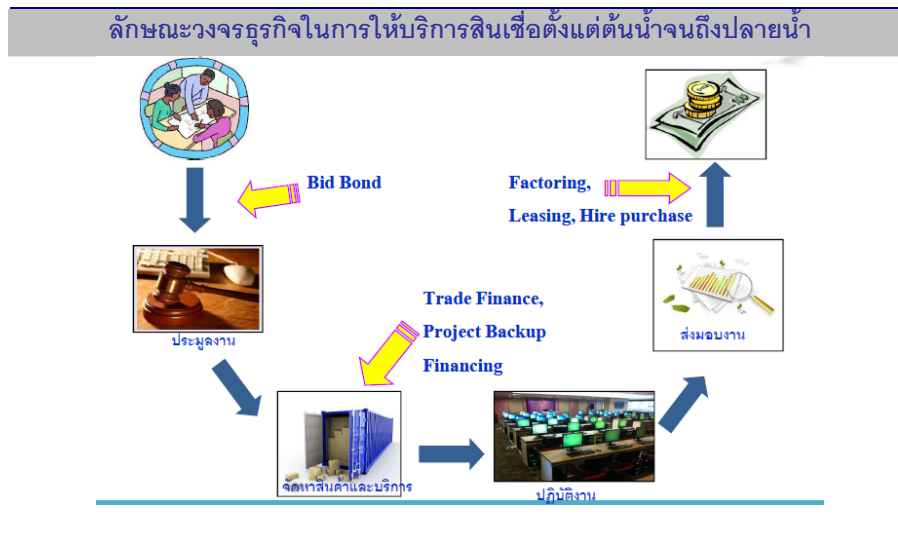 ลักษณะวงจรธุรกิจในการให้บริการสินเชื่อตั้งแต่ต้นน้ำจนถึงปลายน้ำ
Bid Bond
Factoring,
Leasing, Hire purchase
ประมูลงาน
Trade Finance,
Project Backup
Financing
ส่งมอบงาน
จัดหาสินค้าและบริการ
ปฏิบัติงาน